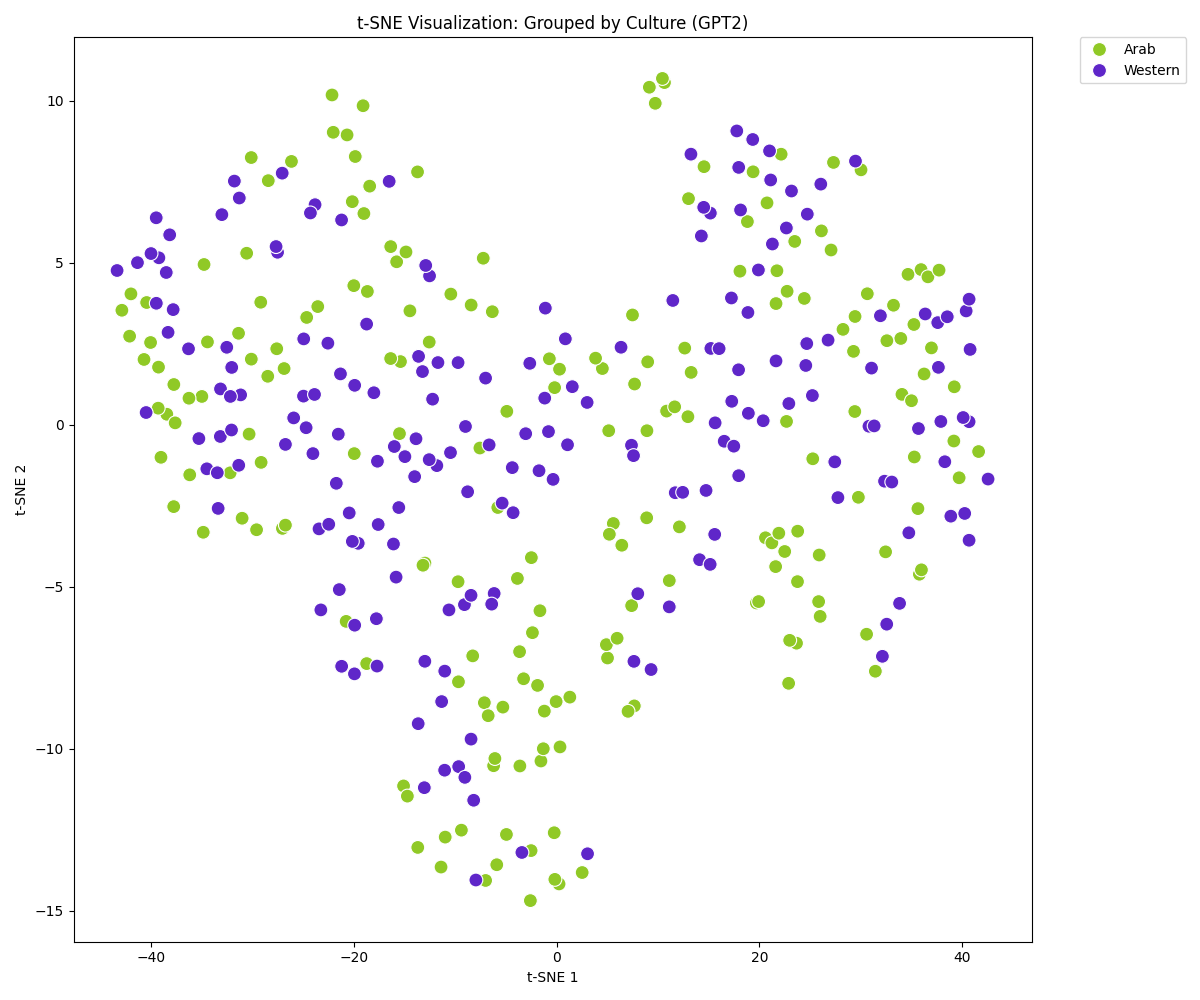 t-SNE Visualization: Grouped by Culture (GPT2)
Arab
Western
10
5
0
−5
−10
−15
t-SNE 2
−40
−20
0
20
40
t-SNE 1